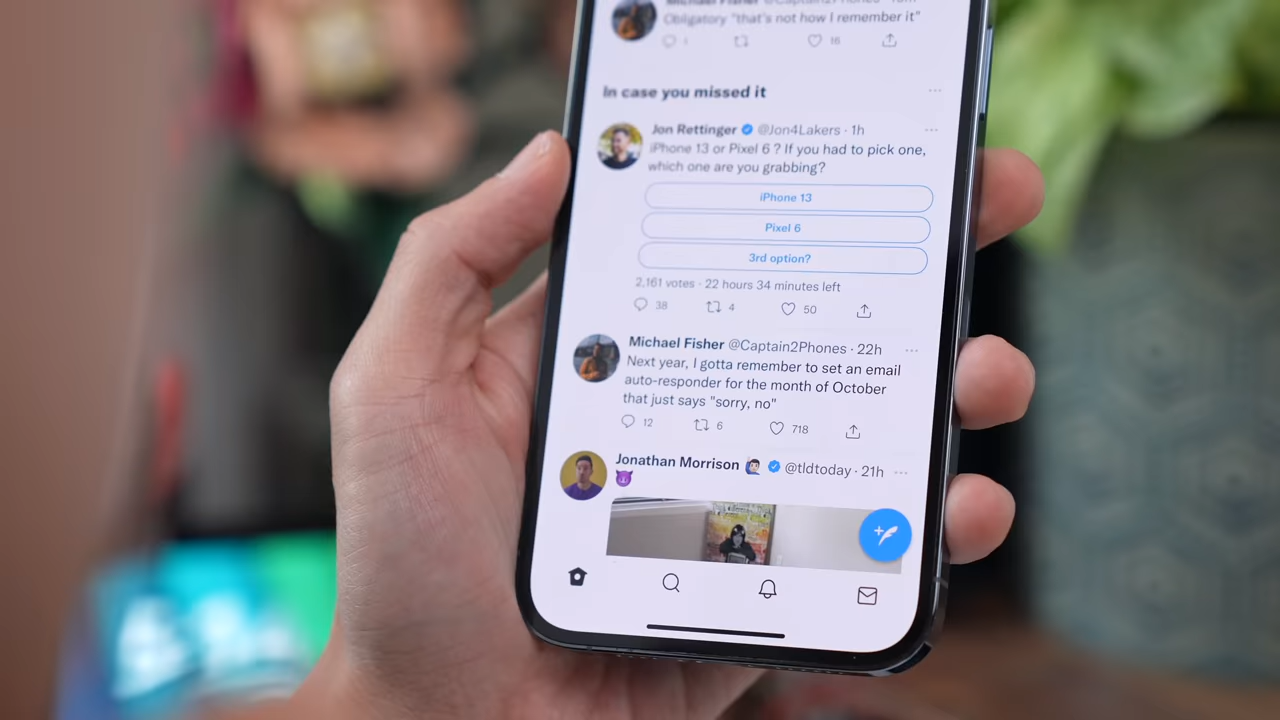 Michael Fisher @Captain2Phones
Obligatory "that's not how I remember it"
16
In case you missed it
Jon Rettinger @Jon4Lakers · 1h
iPhone 13 or Pixel 6 ? If you had to pick one,
which one are you grabbing?
iPhone 13
Pixel 6
3rd option?
2,161 votes · 22 hours 34 minutes left
38 4 50
Michael Fisher @Captain2Phones · 22h
Next year, I gotta remember to set an email
auto-responder for the month of October
that just says "sorry, no"
12 6 718
Jonathan Morrison 🙋🏻‍♂️ @tldtoday · 21h
😈